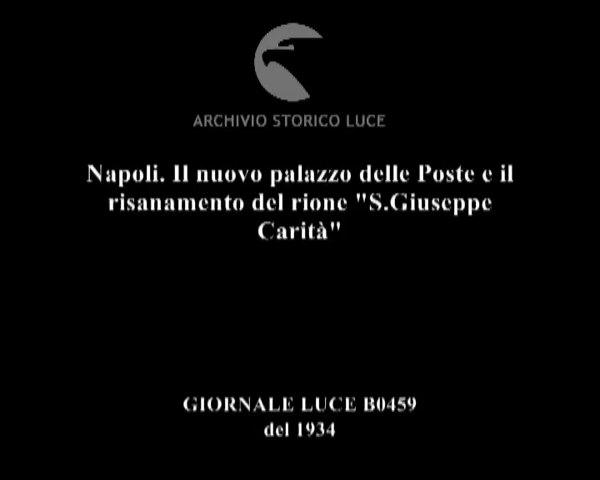 ARCHIVIO STORICO LUCE
Napoli. Il nuovo palazzo delle Poste e il
risanamento del rione "S.Giuseppe
Carità"
GIORNALE LUCE B0459
del 1934